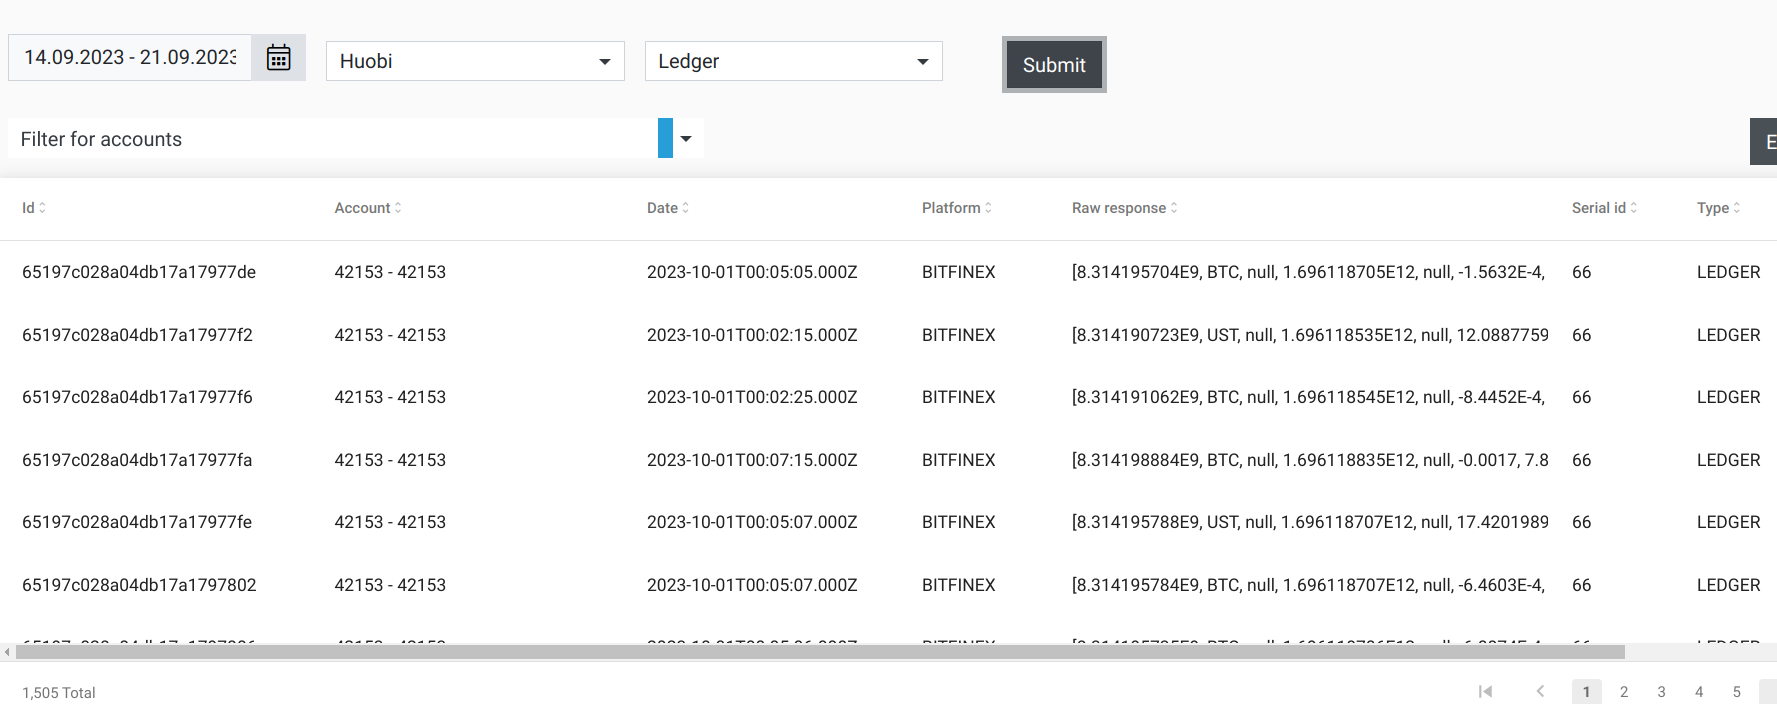 14.09.2023 - 21.09.2023
Huobi
Ledger
Submit
Filter for accounts
E
Id Account Date Platform Raw response Serial id Type
65197c028a04db17a17977de 42153 - 42153 2023-10-01T00:05:05.000Z BITFINEX [8.314195704E9, BTC, null, 1.696118705E12, null, -1.5632E-4, 66 LEDGER
65197c028a04db17a17977f2 42153 - 42153 2023-10-01T00:02:15.000Z BITFINEX [8.314190723E9, UST, null, 1.696118535E12, null, 12.0887759 66 LEDGER
65197c028a04db17a17977f6 42153 - 42153 2023-10-01T00:02:25.000Z BITFINEX [8.314191062E9, BTC, null, 1.696118545E12, null, -8.4452E-4, 66 LEDGER
65197c028a04db17a17977fa 42153 - 42153 2023-10-01T00:07:15.000Z BITFINEX [8.314198884E9, BTC, null, 1.696118835E12, null, -0.0017, 7.8 66 LEDGER
65197c028a04db17a17977fe 42153 - 42153 2023-10-01T00:05:07.000Z BITFINEX [8.314195788E9, UST, null, 1.696118707E12, null, 17.4201989 66 LEDGER
65197c028a04db17a1797802 42153 - 42153 2023-10-01T00:05:07.000Z BITFINEX [8.314195784E9, BTC, null, 1.696118707E12, null, -6.4603E-4, 66 LEDGER
1,505 Total
1 2 3 4 5